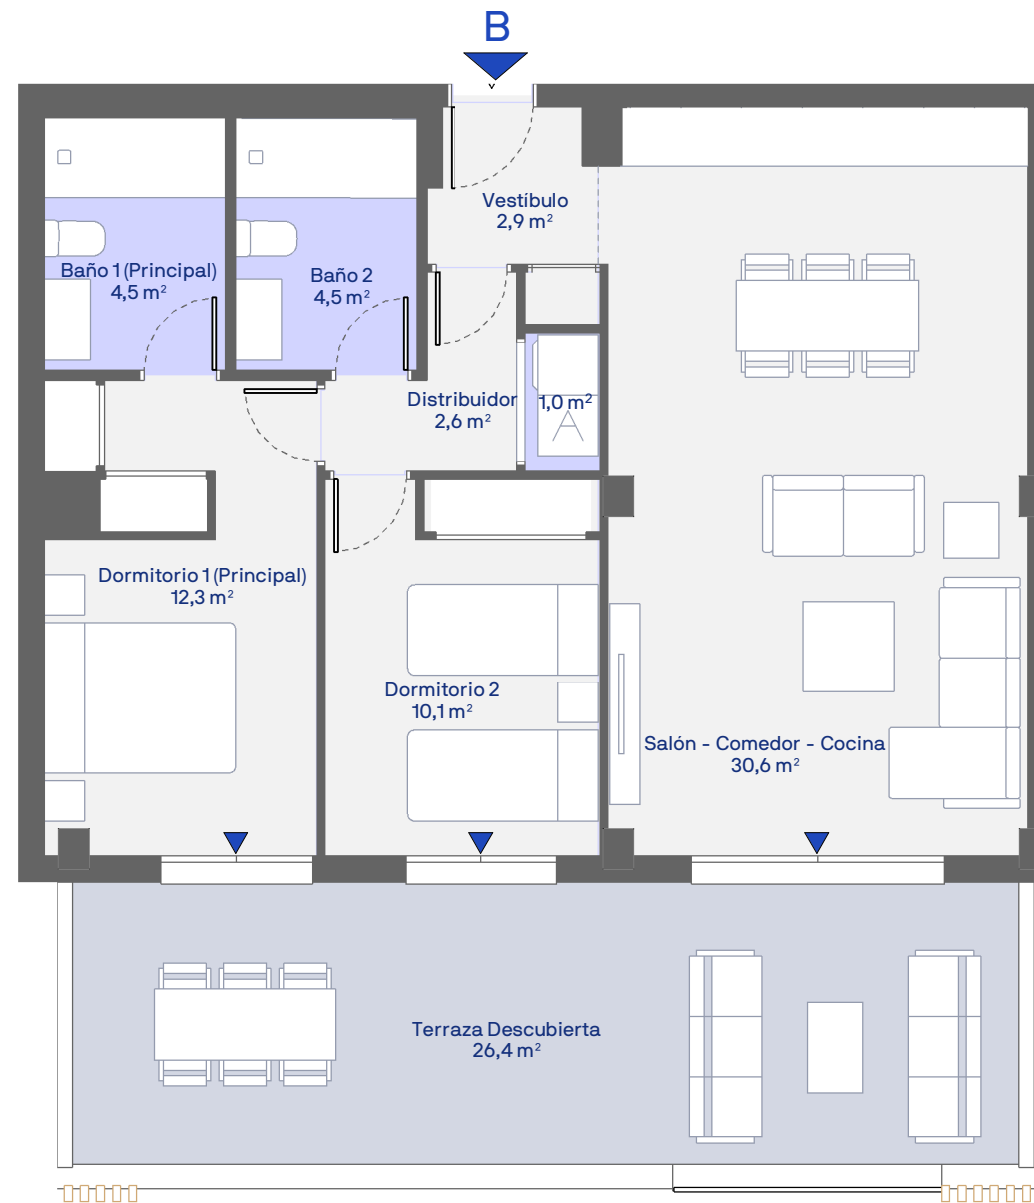 B
Vestíbulo
2,9 m²
Baño 1 (Principal)
4,5 m²
Baño 2
4,5 m²
Distribuidor
2,6 m²
1,0 m²
Dormitorio 1 (Principal)
12,3 m²
Dormitorio 2
10,1 m²
Salón - Comedor - Cocina
30,6 m²
Terraza Descubierta
26,4 m²